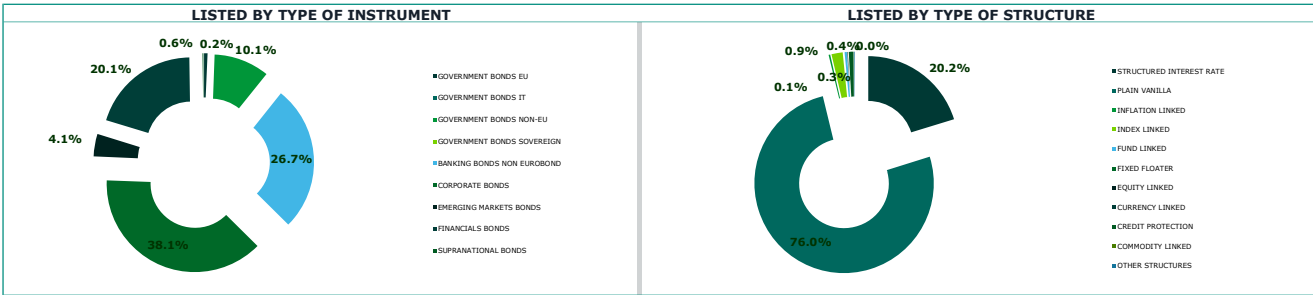 LISTED BY TYPE OF INSTRUMENT
0.6%
0.2%
10.1%
20.1%
4.1%
26.7%
38.1%
GOVERNMENT BONDS EU
GOVERNMENT BONDS IT
GOVERNMENT BONDS NON-EU
GOVERNMENT BONDS SOVEREIGN
BANKING BONDS NON EUROBOND
CORPORATE BONDS
EMERGING MARKETS BONDS
FINANCIALS BONDS
SUPRANATIONAL BONDS
LISTED BY TYPE OF STRUCTURE
0.9%
0.4%
0.0%
20.2%
0.3%
0.1%
76.0%
STRUCTURED INTEREST RATE
PLAIN VANILLA
INFLATION LINKED
INDEX LINKED
FUND LINKED
FIXED FLOATER
EQUITY LINKED
CURRENCY LINKED
CREDIT PROTECTION
COMMODITY LINKED
OTHER STRUCTURES